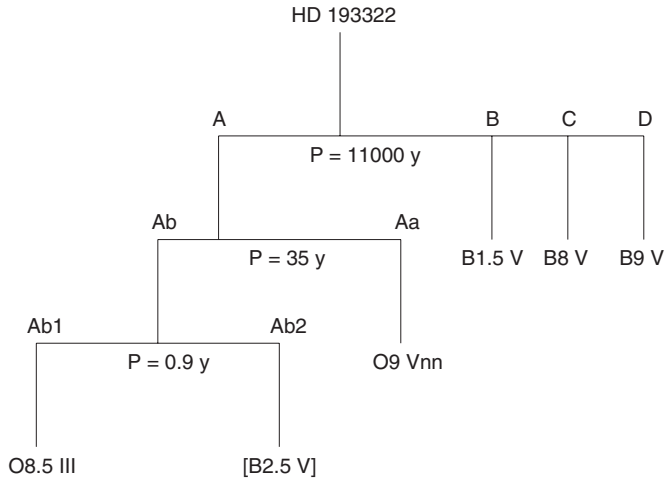 HD 193322
A B C D
P = 11000 y
Ab Aa
P = 35 y
B1.5 V B8 V B9 V
Ab1 Ab2
P = 0.9 y
O9 Vnn
O8.5 III [B2.5 V]